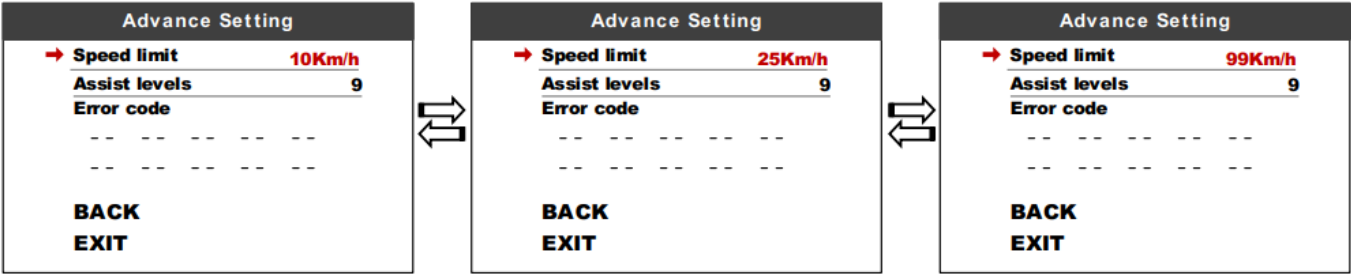 Advance Setting
Speed limit 10Km/h
Assist levels 9
Error code
-- -- -- -- --
-- -- -- -- --
BACK
EXIT
Advance Setting
Speed limit 25Km/h
Assist levels 9
Error code
-- -- -- -- --
-- -- -- -- --
BACK
EXIT
Advance Setting
Speed limit 99Km/h
Assist levels 9
Error code
-- -- -- -- --
-- -- -- -- --
BACK
EXIT